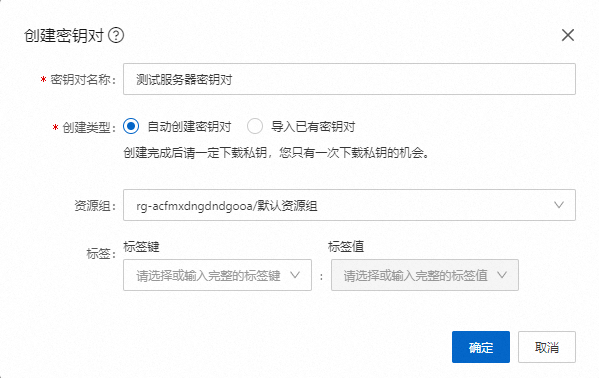 创建密钥对 ?
* 密钥对名称： 测试服务器密钥对
* 创建类型： 自动创建密钥对 导入已有密钥对
创建完成后请一定下载私钥，您只有一次下载私钥的机会。
资源组： rg-acfmxdngdndgooa/默认资源组
标签： 标签键 标签值
请选择或输入完整的标签键 : 请选择或输入完整的标签值
确定 取消